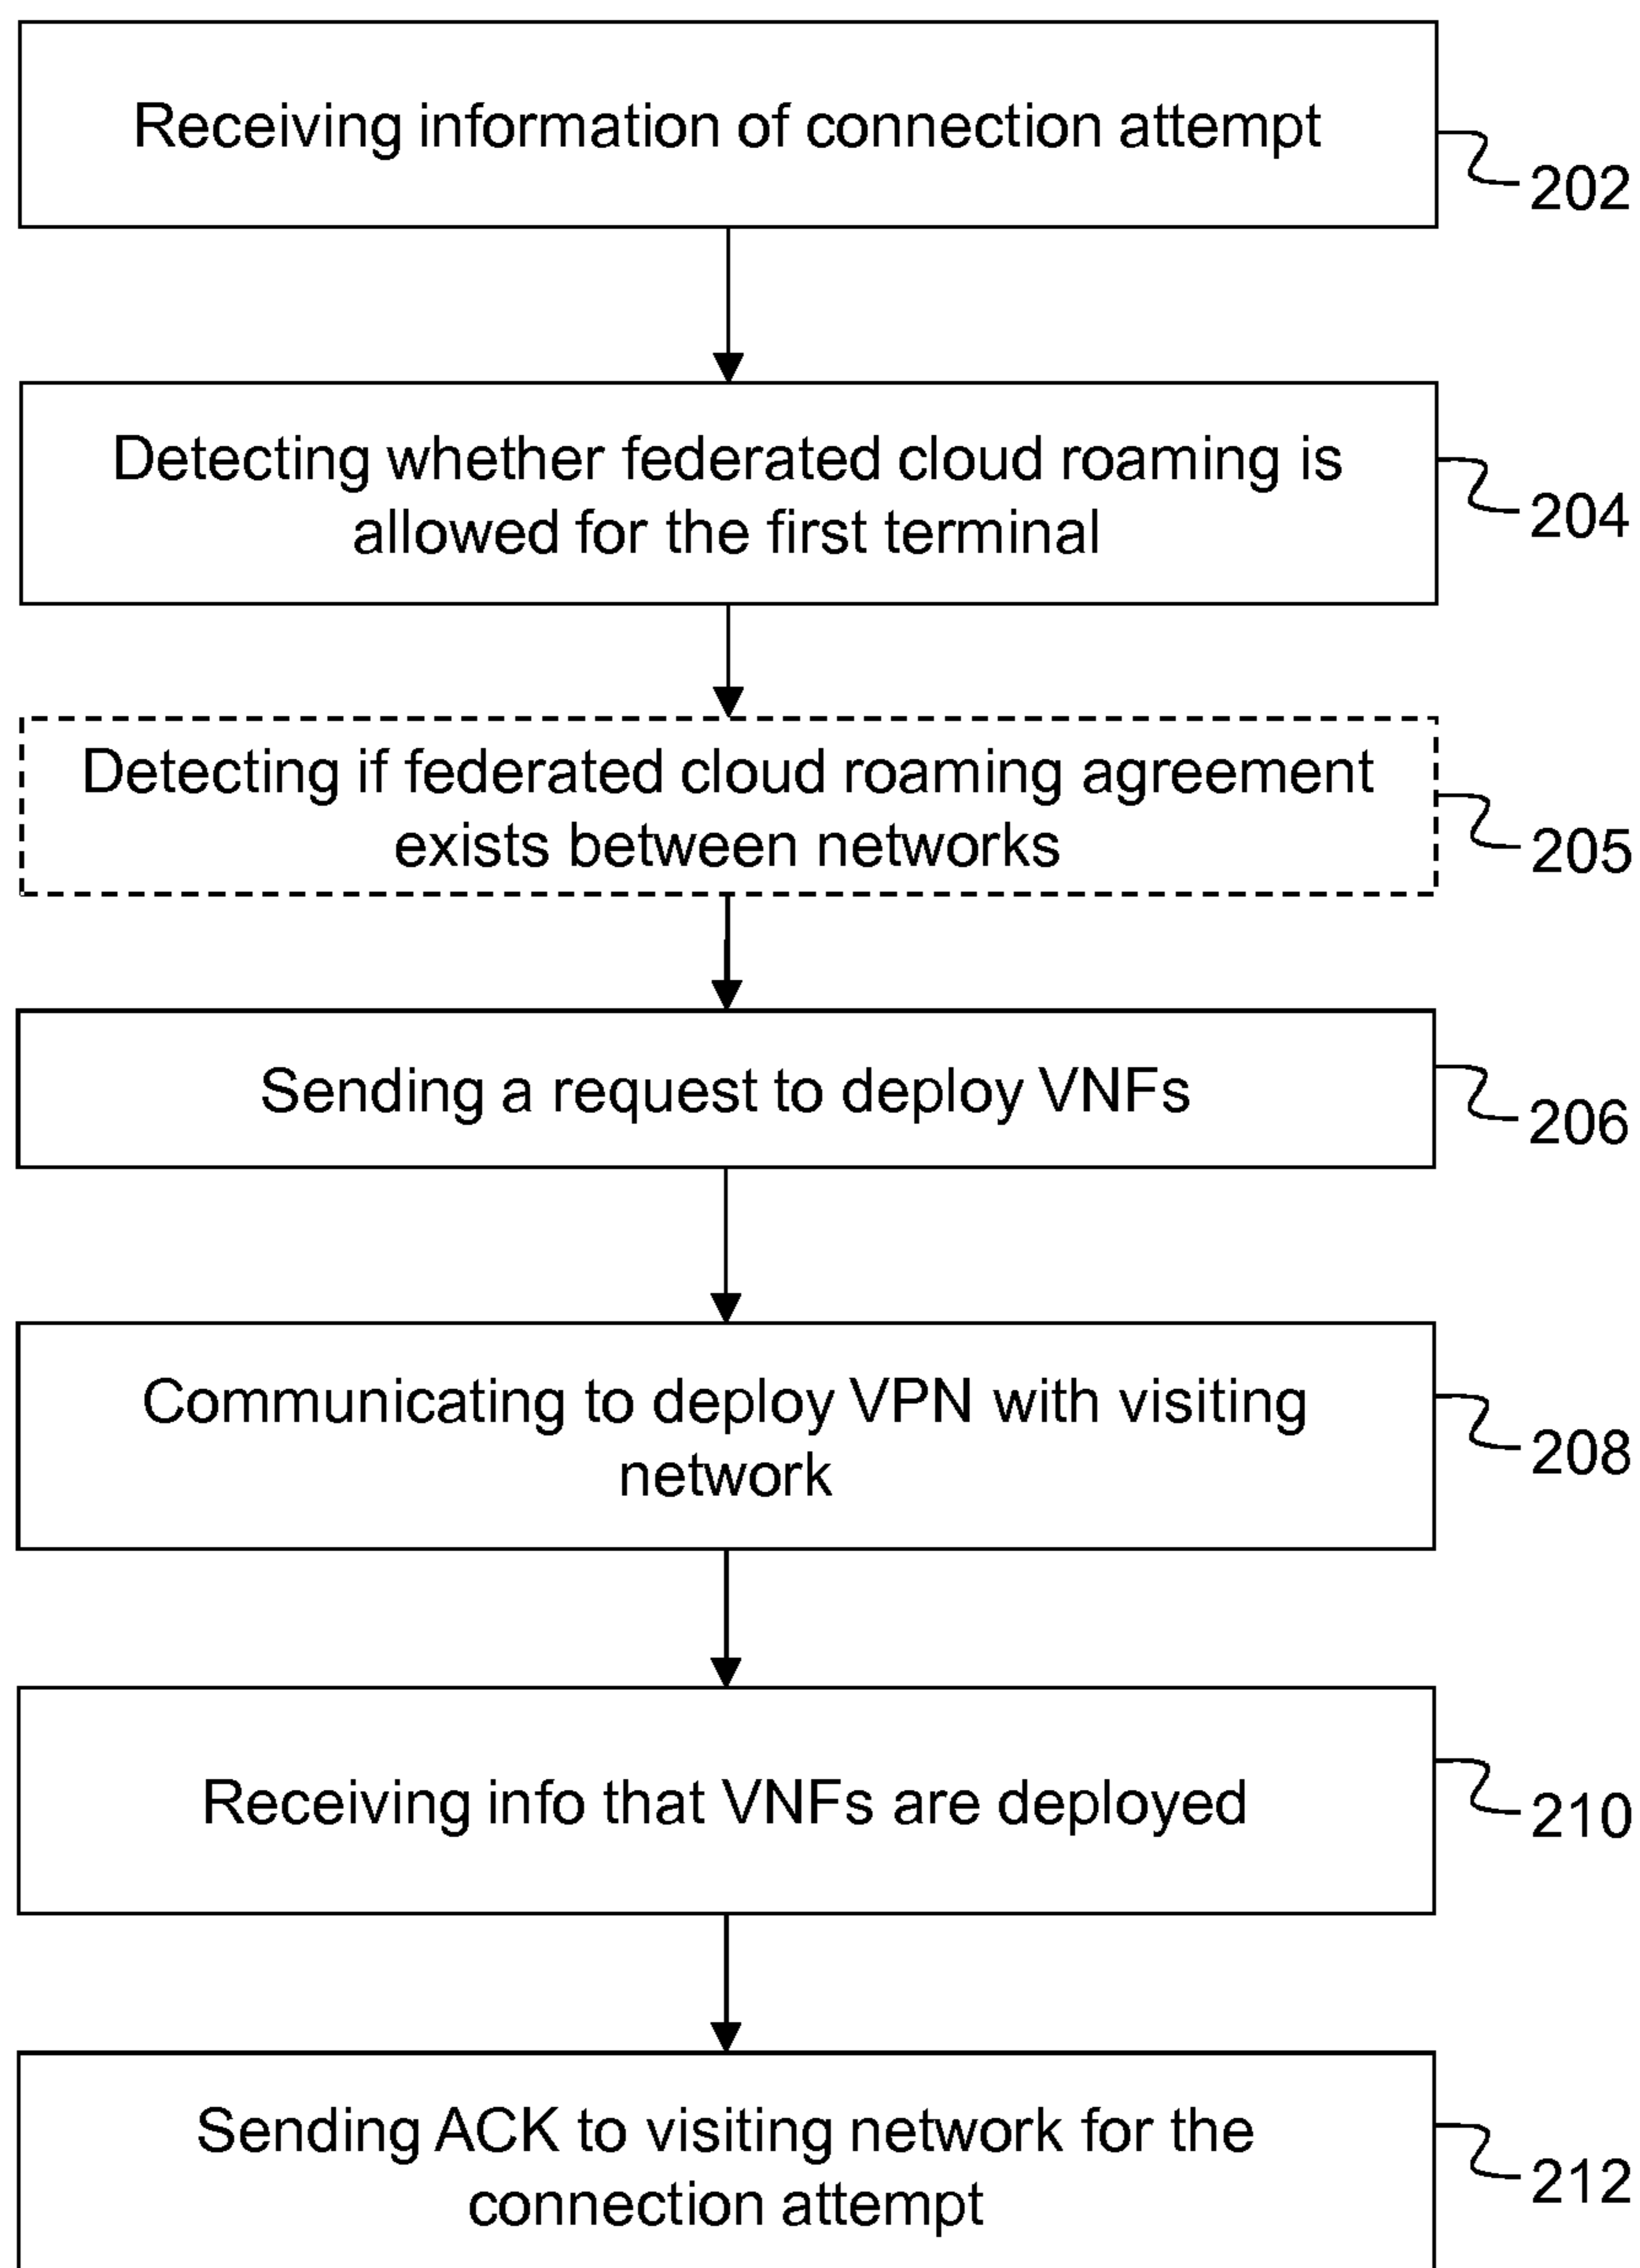 Receiving information of connection attempt
202
Detecting whether federated cloud roaming is
allowed for the first terminal
204
Detecting if federated cloud roaming agreement
exists between networks
205
Sending a request to deploy VNFs
206
Communicating to deploy VPN with visiting
network
208
Receiving info that VNFs are deployed
210
Sending ACK to visiting network for the
connection attempt
212